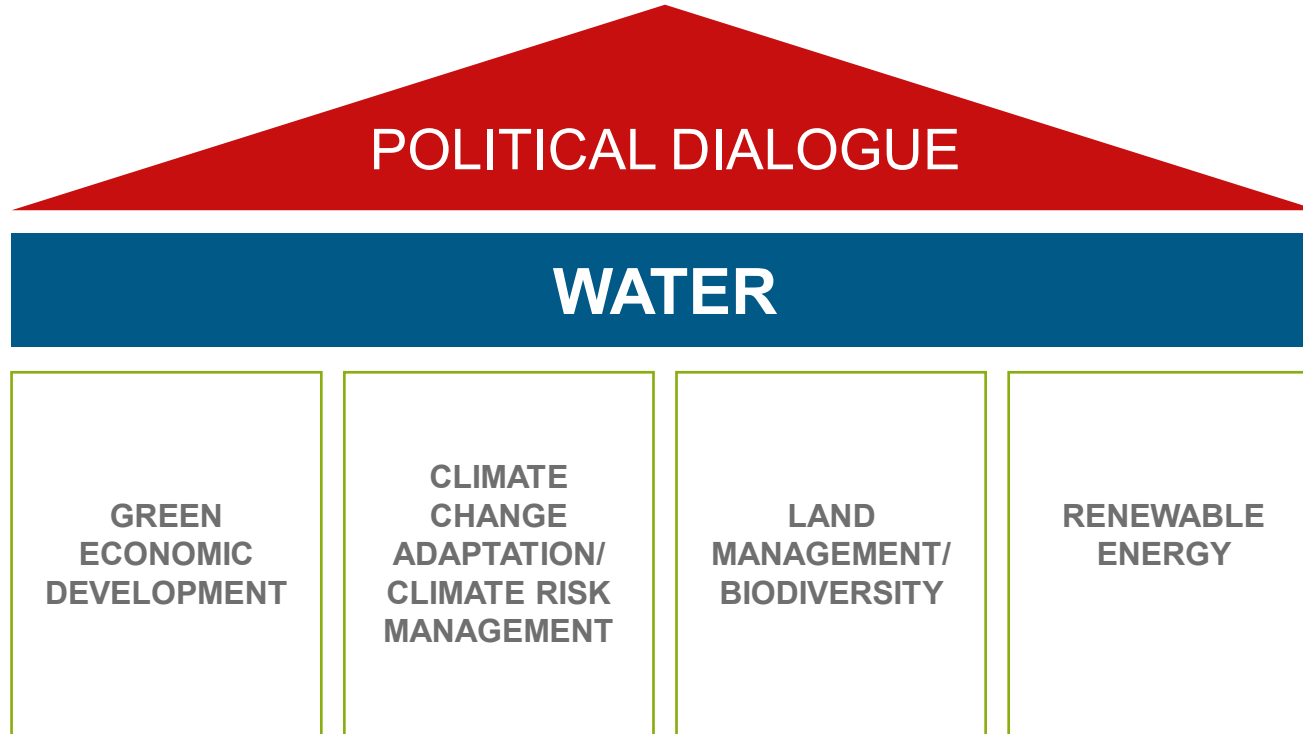 POLITICAL DIALOGUE
WATER
GREEN
ECONOMIC
DEVELOPMENT
CLIMATE
CHANGE
ADAPTATION/
CLIMATE RISK
MANAGEMENT
LAND
MANAGEMENT/
BIODIVERSITY
RENEWABLE
ENERGY